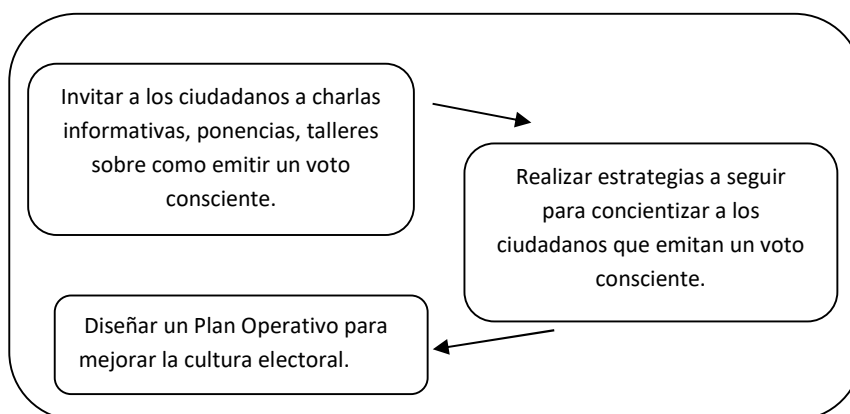 Invitar a los ciudadanos a charlas
informativas, ponencias, talleres
sobre como emitir un voto
consciente.
Realizar estrategias a seguir
para concientizar a los
ciudadanos que emitan un voto
consciente.
Diseñar un Plan Operativo para
mejorar la cultura electoral.